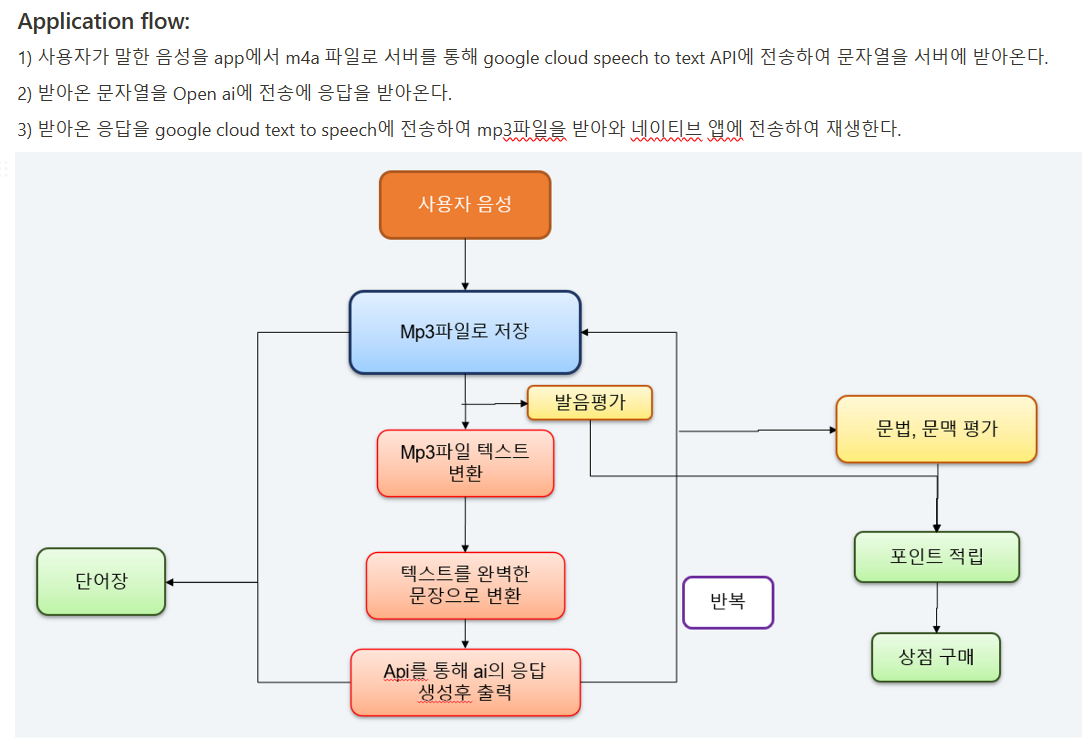 Application flow:
1) 사용자가 말한 음성을 app에서 m4a 파일로 서버를 통해 google cloud speech to text API에 전송하여 문자열을 서버에 받아온다.
2) 받아온 문자열을 Open ai에 전송에 응답을 받아온다.
3) 받아온 응답을 google cloud text to speech에 전송하여 mp3파일을 받아와 네이티브 앱에 전송하여 재생한다.
사용자 음성
Mp3파일로 저장
발음평가
문법, 문맥 평가
Mp3파일 텍스트
변환
단어장
텍스트를 완벽한
문장으로 변환
포인트 적립
반복
Api를 통해 ai의 응답
생성후 출력
상점 구매